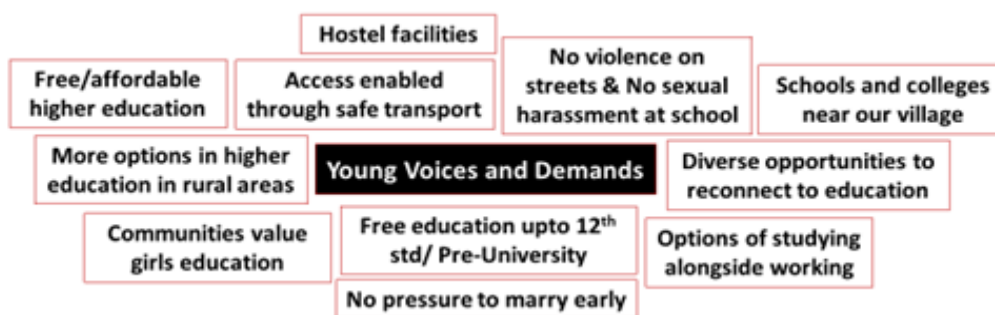 Hostel facilities
Free/affordable
higher education
Access enabled
through safe transport
No violence on
streets & No sexual
harassment at school
Schools and colleges
near our village
More options in higher
education in rural areas
Young Voices and Demands
Diverse opportunities to
reconnect to education
Communities value
girls education
Free education upto 12th
std/ Pre-University
Options of studying
alongside working
No pressure to marry early